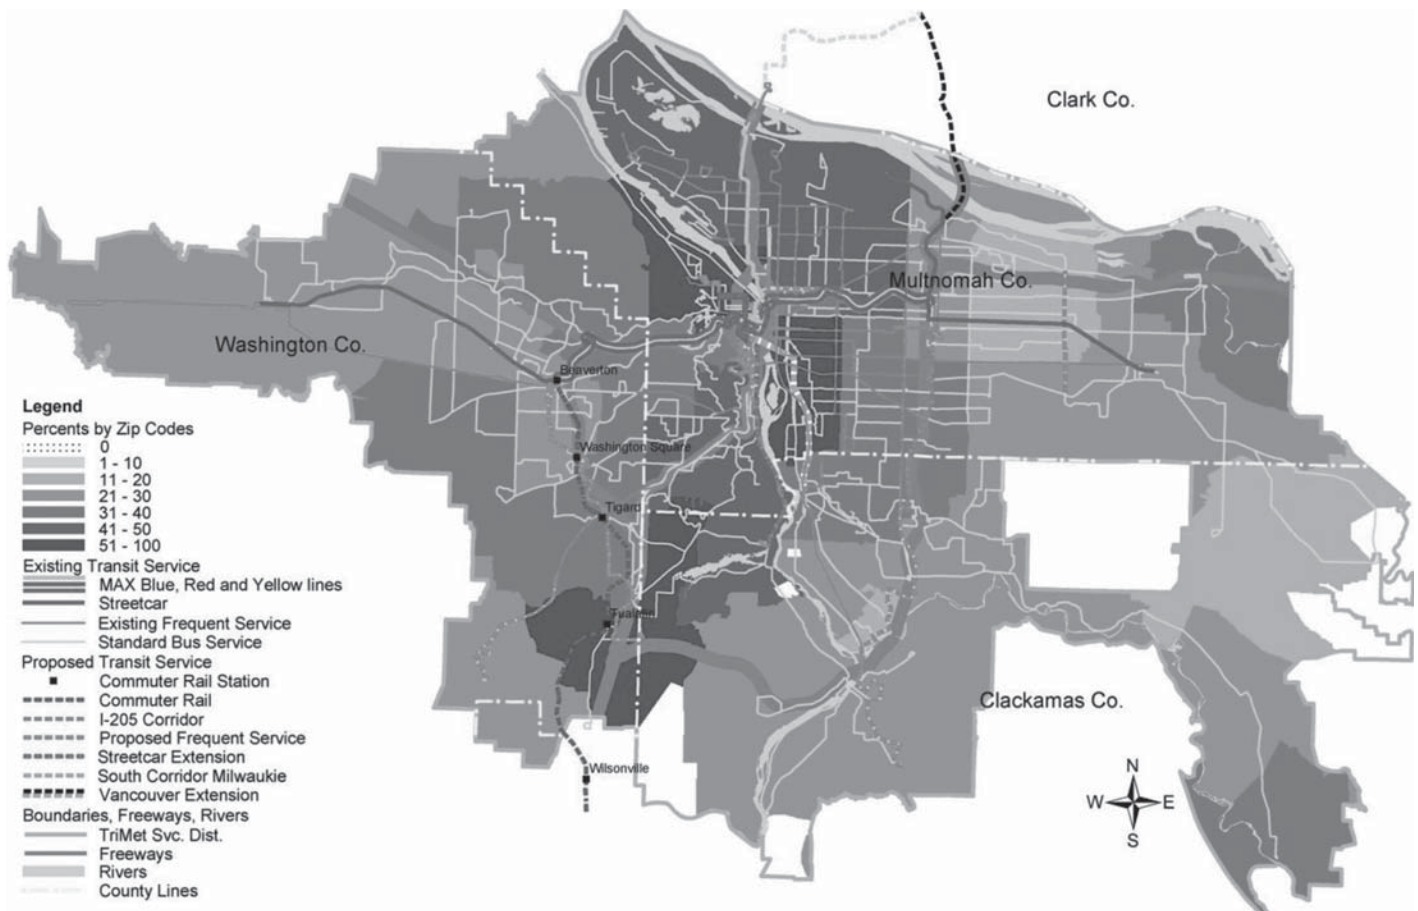 Clark Co.
Multnomah Co.
Washington Co.
Beaverton
Legend
Percents by Zip Codes
0
1 - 10
11 - 20
21 - 30
31 - 40
41 - 50
51 - 100
Washington Square
Tigard
Existing Transit Service
MAX Blue, Red and Yellow lines
Streetcar
Existing Frequent Service
Standard Bus Service
Tualatin
Proposed Transit Service
Commuter Rail Station
Commuter Rail
I-205 Corridor
Proposed Frequent Service
Streetcar Extension
South Corridor Milwaukie
Vancouver Extension
Clackamas Co.
Wilsonville
N
W E
S
Boundaries, Freeways, Rivers
TriMet Svc. Dist.
Freeways
Rivers
County Lines